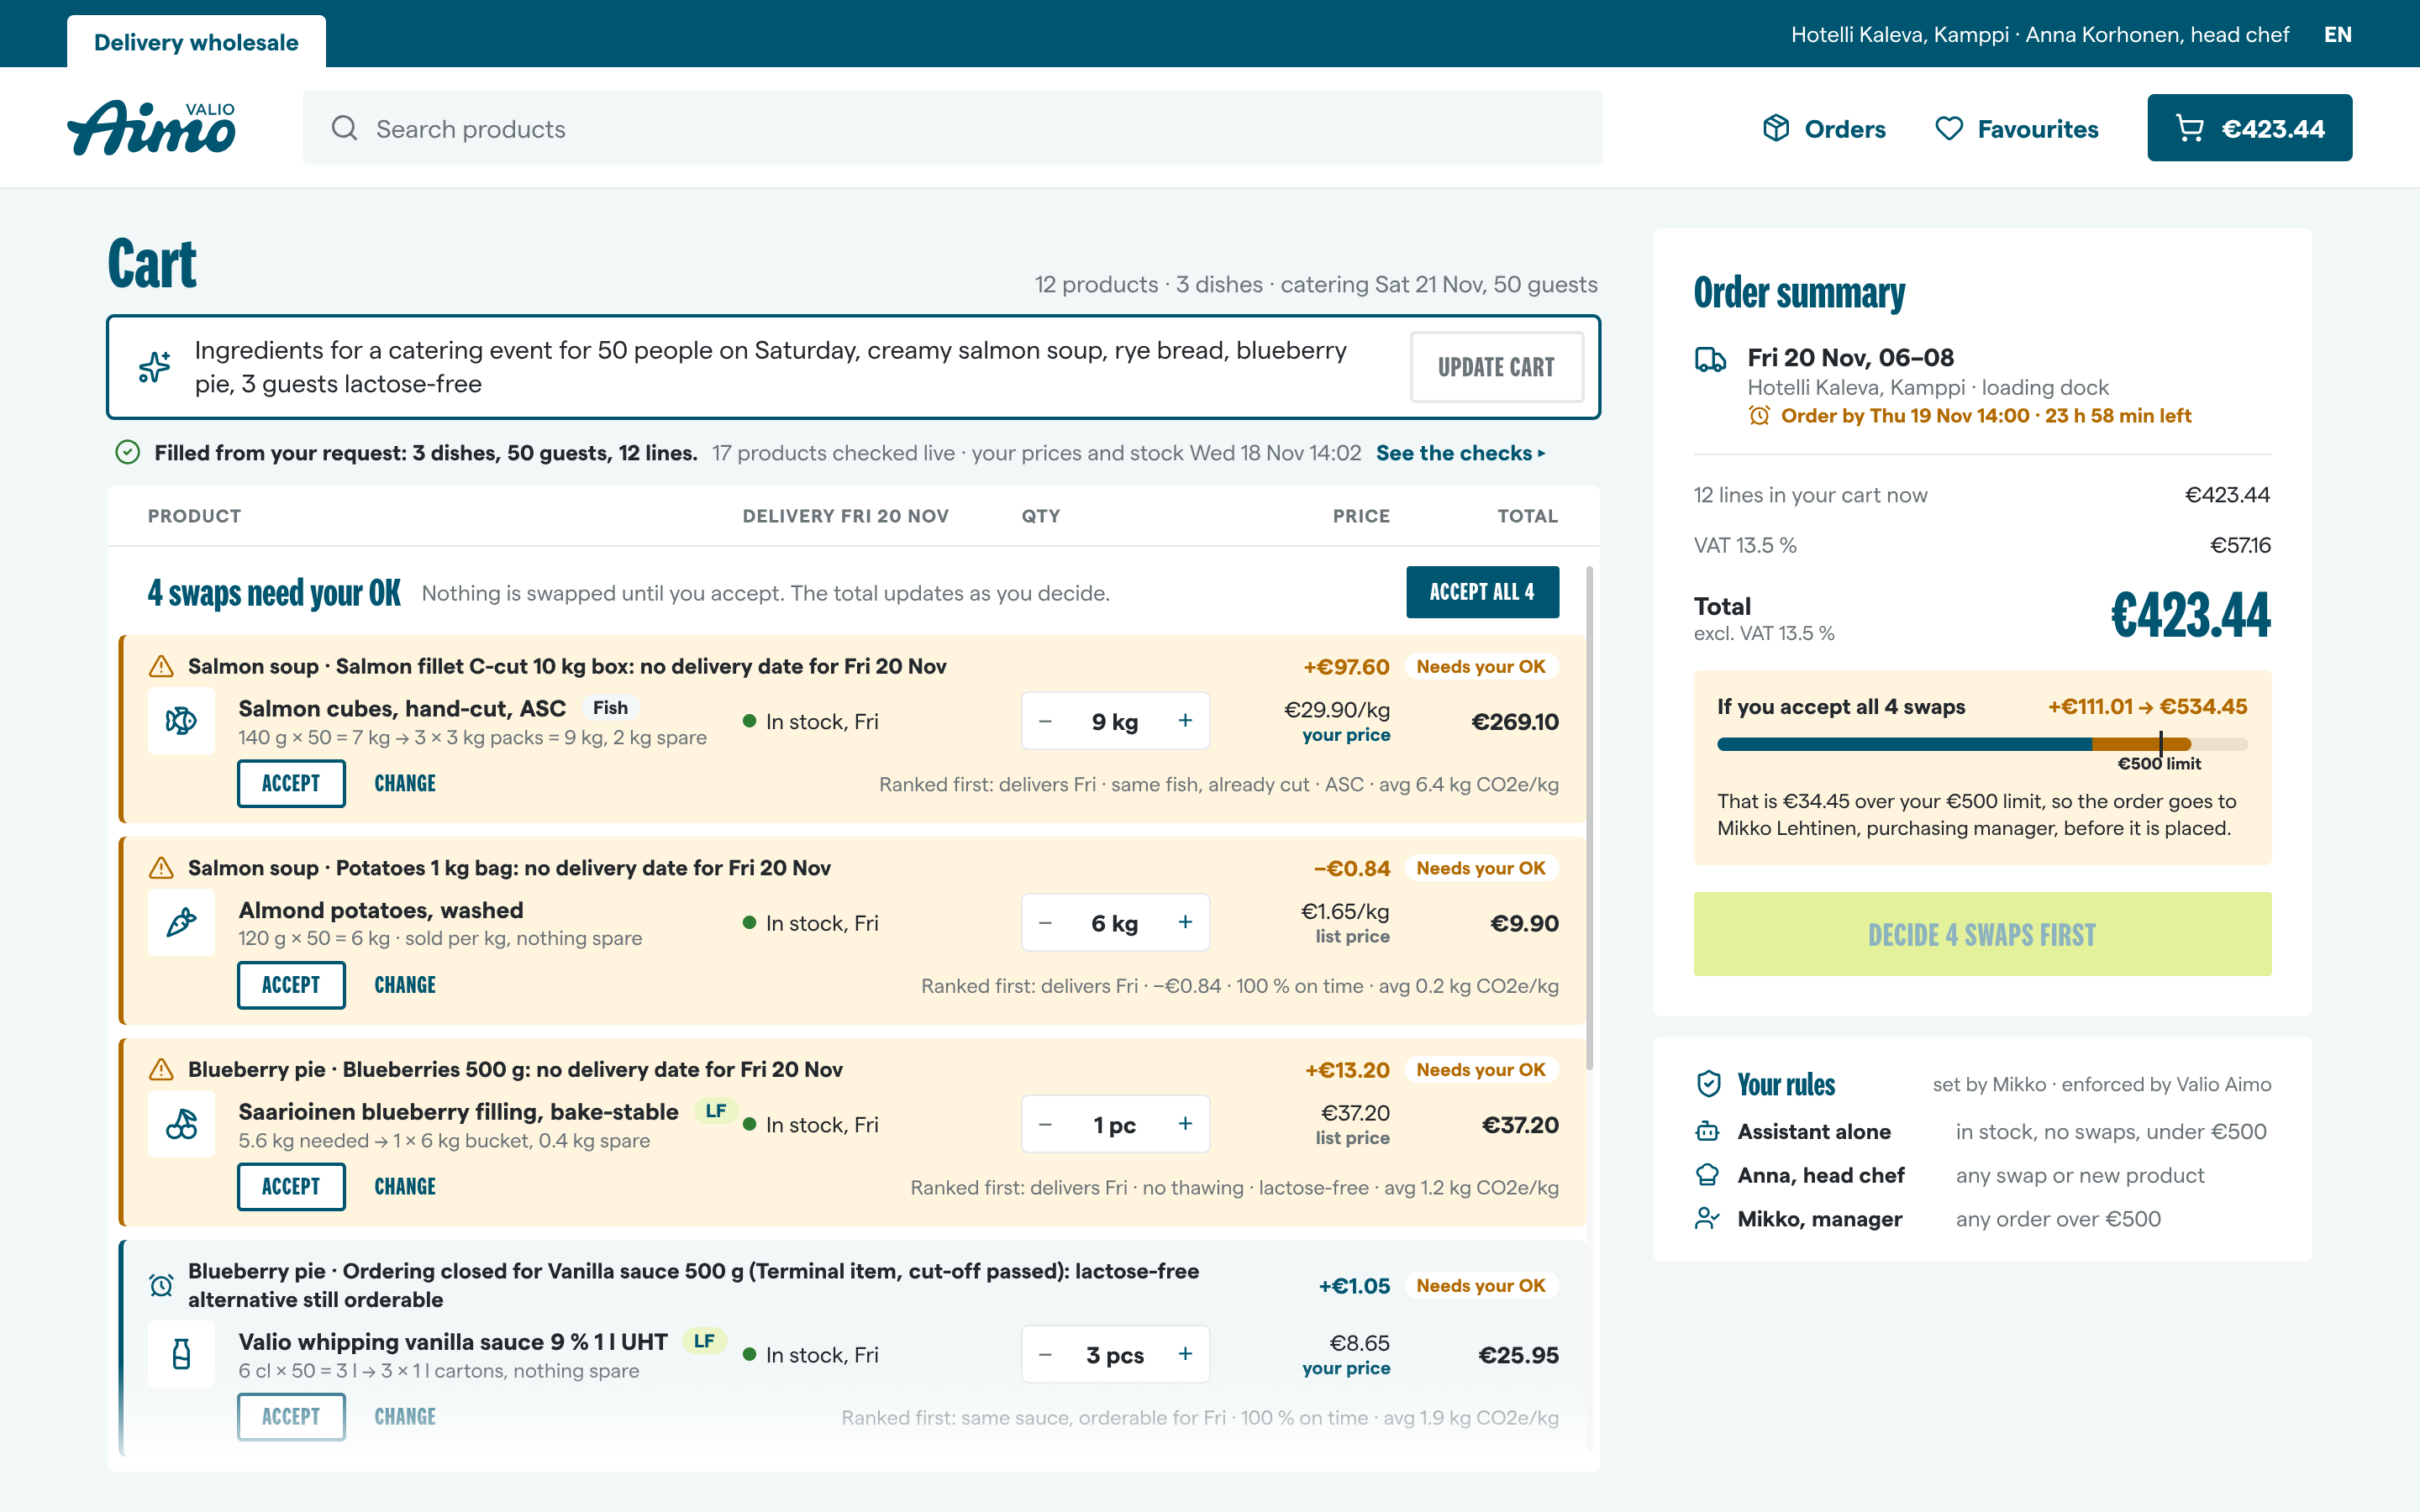 Delivery wholesale
Hotelli Kaleva, Kamppi · Anna Korhonen, head chef EN
VALIO
Aimo
Search products
Orders
Favourites
€423.44
Cart
12 products · 3 dishes · catering Sat 21 Nov, 50 guests
Ingredients for a catering event for 50 people on Saturday, creamy salmon soup, rye bread, blueberry
pie, 3 guests lactose-free
UPDATE CART
Filled from your request: 3 dishes, 50 guests, 12 lines. 17 products checked live · your prices and stock Wed 18 Nov 14:02 See the checks ▸
PRODUCT DELIVERY FRI 20 NOV QTY PRICE TOTAL
4 swaps need your OK Nothing is swapped until you accept. The total updates as you decide. ACCEPT ALL 4
Salmon soup · Salmon fillet C-cut 10 kg box: no delivery date for Fri 20 Nov +€97.60 Needs your OK
Salmon cubes, hand-cut, ASC Fish
140 g × 50 = 7 kg → 3 × 3 kg packs = 9 kg, 2 kg spare
In stock, Fri
− 9 kg +
€29.90/kg
your price
€269.10
ACCEPT CHANGE Ranked first: delivers Fri · same fish, already cut · ASC · avg 6.4 kg CO2e/kg
Salmon soup · Potatoes 1 kg bag: no delivery date for Fri 20 Nov −€0.84 Needs your OK
Almond potatoes, washed
120 g × 50 = 6 kg · sold per kg, nothing spare
In stock, Fri
− 6 kg +
€1.65/kg
list price
€9.90
ACCEPT CHANGE Ranked first: delivers Fri · −€0.84 · 100 % on time · avg 0.2 kg CO2e/kg
Blueberry pie · Blueberries 500 g: no delivery date for Fri 20 Nov +€13.20 Needs your OK
Saarioinen blueberry filling, bake-stable LF
5.6 kg needed → 1 × 6 kg bucket, 0.4 kg spare
In stock, Fri
− 1 pc +
€37.20
list price
€37.20
ACCEPT CHANGE Ranked first: delivers Fri · no thawing · lactose-free · avg 1.2 kg CO2e/kg
Blueberry pie · Ordering closed for Vanilla sauce 500 g (Terminal item, cut-off passed): lactose-free
alternative still orderable
+€1.05 Needs your OK
Valio whipping vanilla sauce 9 % 1 l UHT LF
6 cl × 50 = 3 l → 3 × 1 l cartons, nothing spare
In stock, Fri
− 3 pcs +
€8.65
your price
€25.95
ACCEPT CHANGE Ranked first: same sauce, orderable for Fri · 100 % on time · avg 1.9 kg CO2e/kg
Order summary
Fri 20 Nov, 06–08
Hotelli Kaleva, Kamppi · loading dock
Order by Thu 19 Nov 14:00 · 23 h 58 min left
12 lines in your cart now €423.44
VAT 13.5 % €57.16
Total €423.44
excl. VAT 13.5 %
If you accept all 4 swaps +€111.01 → €534.45
€500 limit
That is €34.45 over your €500 limit, so the order goes to
Mikko Lehtinen, purchasing manager, before it is placed.
DECIDE 4 SWAPS FIRST
Your rules set by Mikko · enforced by Valio Aimo
Assistant alone in stock, no swaps, under €500
Anna, head chef any swap or new product
Mikko, manager any order over €500